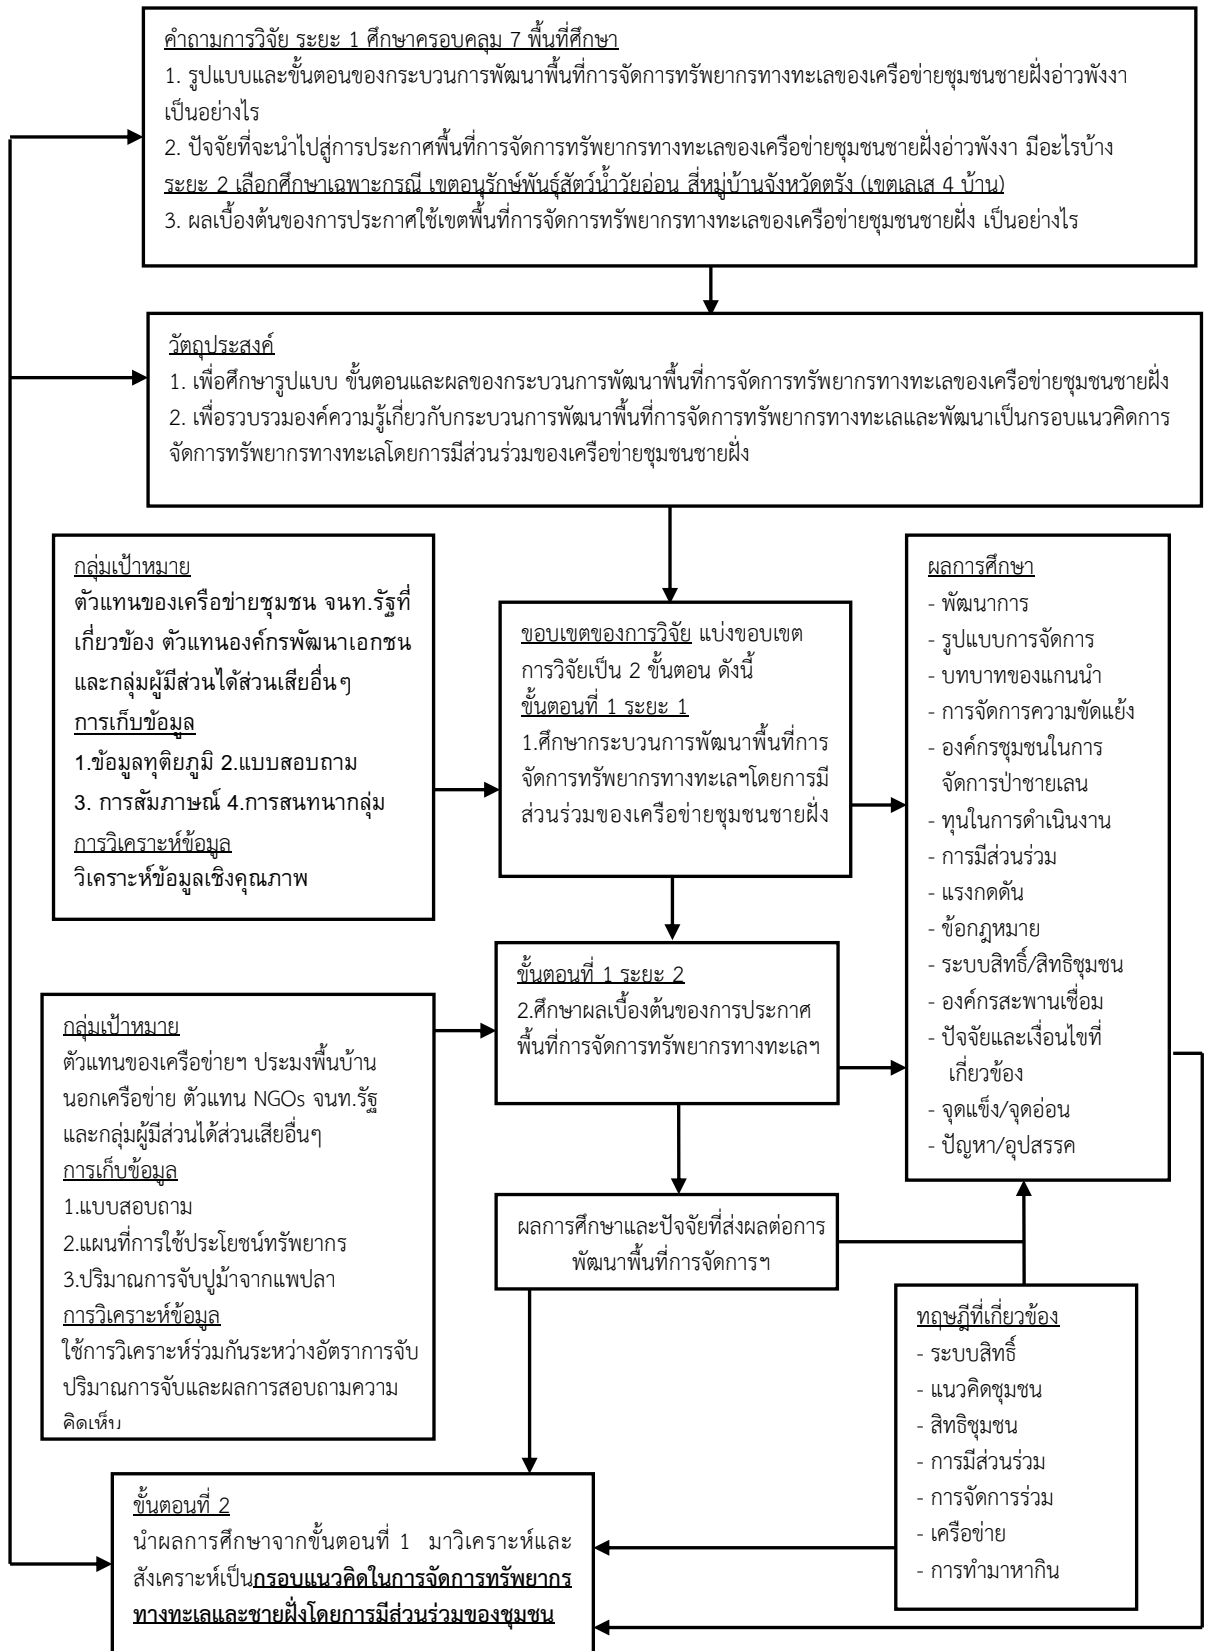 คำถามการวิจัย ระยะ 1 ศึกษาครอบคลุม 7 พื้นที่ศึกษา
1. รูปแบบและขั้นตอนของกระบวนการพัฒนาพื้นที่การจัดการทรัพยากรทางทะเลของเครือข่ายชุมชนชายฝั่งอ่าวพังงา
เป็นอย่างไร
2. ปัจจัยที่จะนำไปสู่การประกาศพื้นที่การจัดการทรัพยากรทางทะเลของเครือข่ายชุมชนชายฝั่งอ่าวพังงา มีอะไรบ้าง
ระยะ 2 เลือกศึกษาเฉพาะกรณี เขตอนุรักษ์พันธุ์สัตว์น้ำวัยอ่อน สี่หมู่บ้านจังหวัดตรัง (เขตเลเส 4 บ้าน)
3. ผลเบื้องต้นของการประกาศใช้เขตพื้นที่การจัดการทรัพยากรทางทะเลของเครือข่ายชุมชนชายฝั่ง เป็นอย่างไร
วัตถุประสงค์
1. เพื่อศึกษารูปแบบ ขั้นตอนและผลของกระบวนการพัฒนาพื้นที่การจัดการทรัพยากรทางทะเลของเครือข่ายชุมชนชายฝั่ง
2. เพื่อรวบรวมองค์ความรู้เกี่ยวกับกระบวนการพัฒนาพื้นที่การจัดการทรัพยากรทางทะเลและพัฒนาเป็นกรอบแนวคิดการ
จัดการทรัพยากรทางทะเลโดยการมีส่วนร่วมของเครือข่ายชุมชนชายฝั่ง
กลุ่มเป้าหมาย
ตัวแทนของเครือข่ายชุมชน จนท.รัฐที่
เกี่ยวข้อง ตัวแทนองค์กรพัฒนาเอกชน
และกลุ่มผู้มีส่วนได้ส่วนเสียอื่นๆ
การเก็บข้อมูล
1.ข้อมูลทุติยภูมิ 2.แบบสอบถาม
3. การสัมภาษณ์ 4.การสนทนากลุ่ม
การวิเคราะห์ข้อมูล
วิเคราะห์ข้อมูลเชิงคุณภาพ
ขอบเขตของการวิจัย แบ่งขอบเขต
การวิจัยเป็น 2 ขั้นตอน ดังนี้
ขั้นตอนที่ 1 ระยะ 1
1.ศึกษากระบวนการพัฒนาพื้นที่การ
จัดการทรัพยากรทางทะเลฯโดยการมี
ส่วนร่วมของเครือข่ายชุมชนชายฝั่ง
ผลการศึกษา
- พัฒนาการ
- รูปแบบการจัดการ
- บทบาทของแกนนำ
- การจัดการความขัดแย้ง
- องค์กรชุมชนในการ
จัดการป่าชายเลน
- ทุนในการดำเนินงาน
- การมีส่วนร่วม
- แรงกดดัน
- ข้อกฎหมาย
- ระบบสิทธิ์/สิทธิชุมชน
- องค์กรสะพานเชื่อม
- ปัจจัยและเงื่อนไขที่
เกี่ยวข้อง
- จุดแข็ง/จุดอ่อน
- ปัญหา/อุปสรรค
ขั้นตอนที่ 1 ระยะ 2
2.ศึกษาผลเบื้องต้นของการประกาศ
พื้นที่การจัดการทรัพยากรทางทะเลฯ
กลุ่มเป้าหมาย
ตัวแทนของเครือข่ายฯ ประมงพื้นบ้าน
นอกเครือข่าย ตัวแทน NGOs จนท.รัฐ
และกลุ่มผู้มีส่วนได้ส่วนเสียอื่นๆ
การเก็บข้อมูล
1.แบบสอบถาม
2.แผนที่การใช้ประโยชน์ทรัพยากร
3.ปริมาณการจับปูม้าจากแพปลา
การวิเคราะห์ข้อมูล
ใช้การวิเคราะห์ร่วมกันระหว่างอัตราการจับ
ปริมาณการจับและผลการสอบถามความ
คิดเห็น
ผลการศึกษาและปัจจัยที่ส่งผลต่อการ
พัฒนาพื้นที่การจัดการฯ
ทฤษฎีที่เกี่ยวข้อง
- ระบบสิทธิ์
- แนวคิดชุมชน
- สิทธิชุมชน
- การมีส่วนร่วม
- การจัดการร่วม
- เครือข่าย
- การทำมาหากิน
ขั้นตอนที่ 2
นำผลการศึกษาจากขั้นตอนที่ 1 มาวิเคราะห์และ
สังเคราะห์เป็นกรอบแนวคิดในการจัดการทรัพยากร
ทางทะเลและชายฝั่งโดยการมีส่วนร่วมของชุมชน